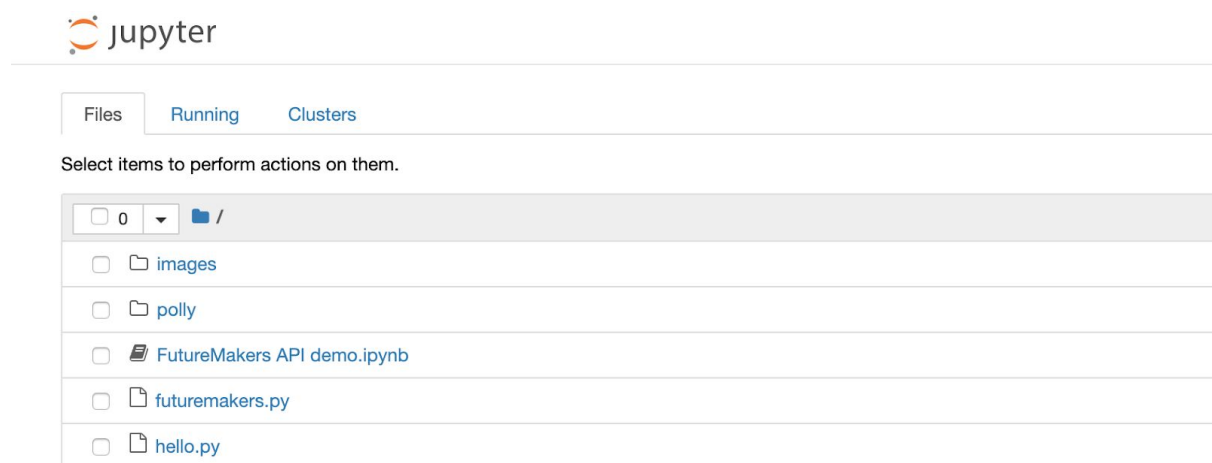 jupyter
Files Running Clusters
Select items to perform actions on them.
0 /
images
polly
FutureMakers API demo.ipynb
futuremakers.py
hello.py